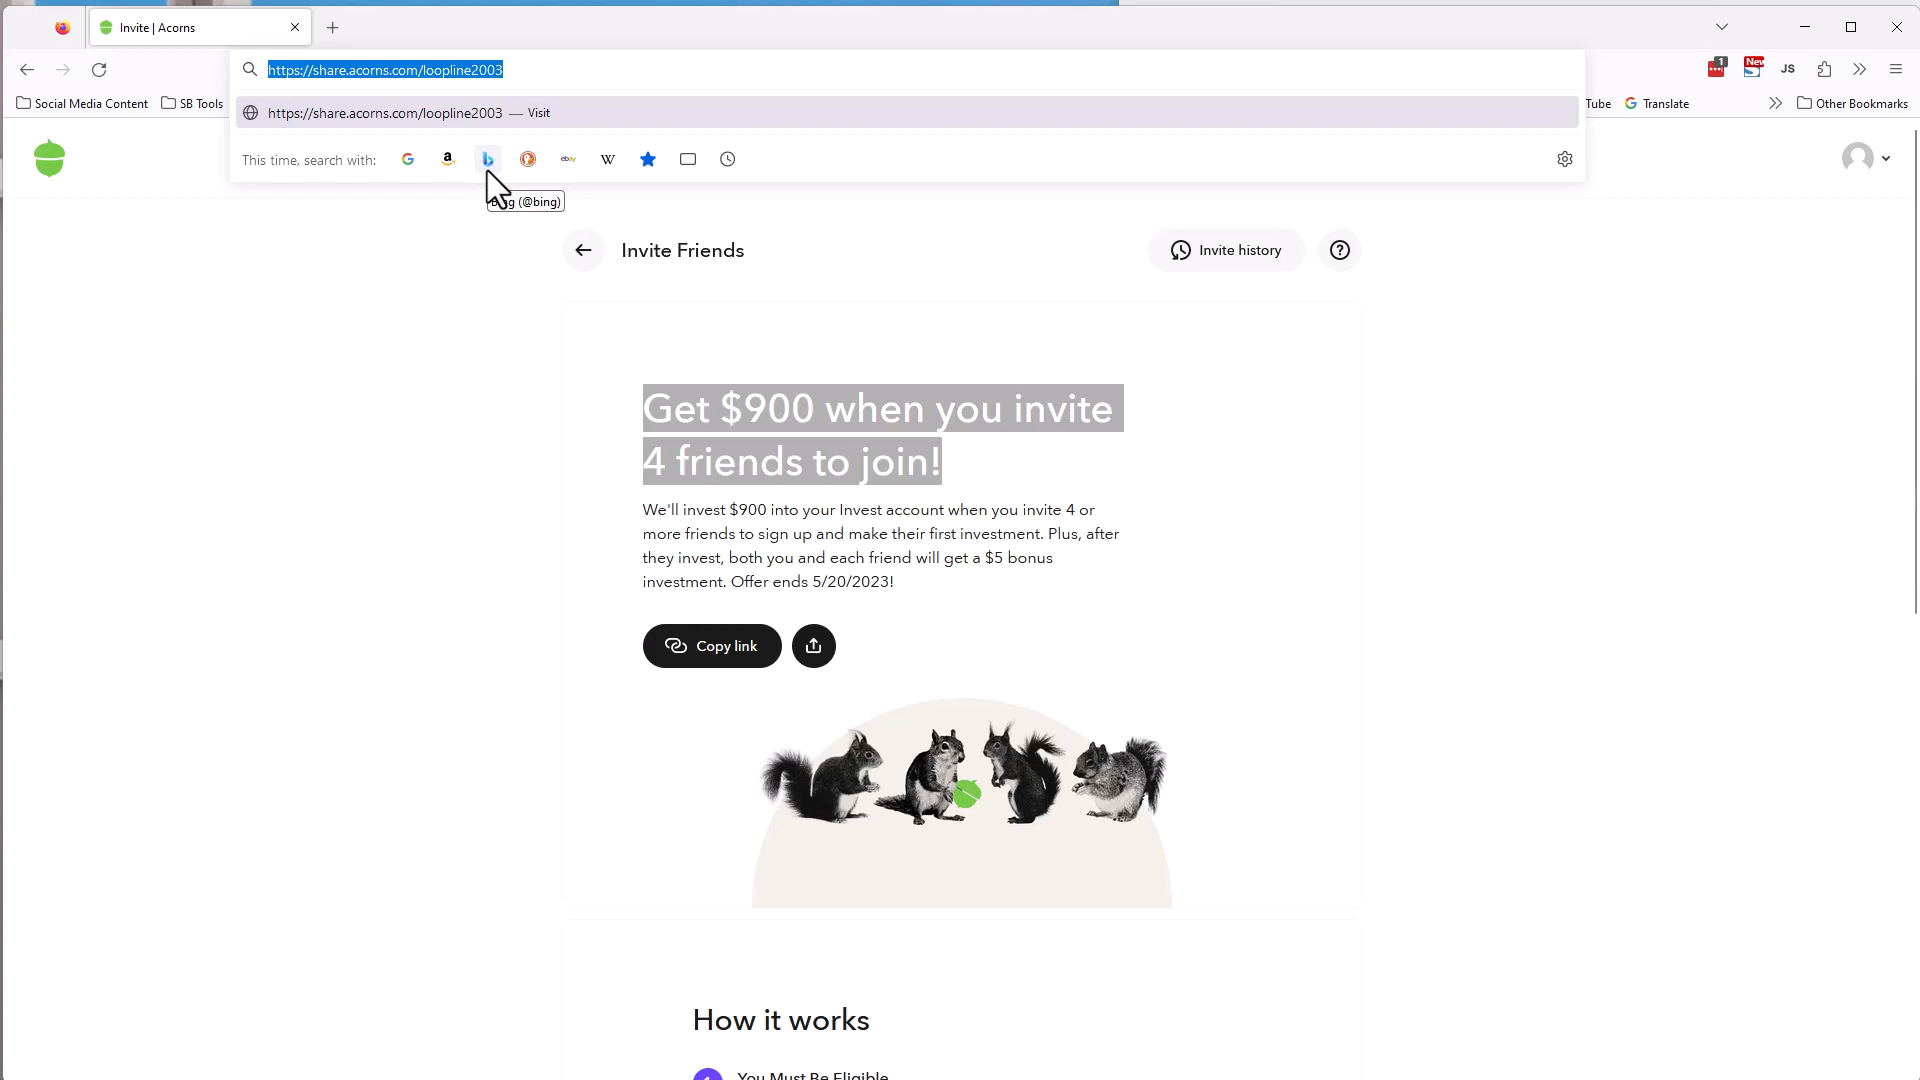 Invite | Acorns
https://share.acorns.com/loopline2003
1
New
JS
Social Media Content
SB Tools
https://share.acorns.com/loopline2003 — Visit
Tube
Translate
Other Bookmarks
This time, search with:
a
b
ebay
W
(@bing)
Invite Friends
Invite history
?
Get $900 when you invite
4 friends to join!
We'll invest $900 into your Invest account when you invite 4 or
more friends to sign up and make their first investment. Plus, after
they invest, both you and each friend will get a $5 bonus
investment. Offer ends 5/20/2023!
Copy link
How it works
You Must Be Eligible